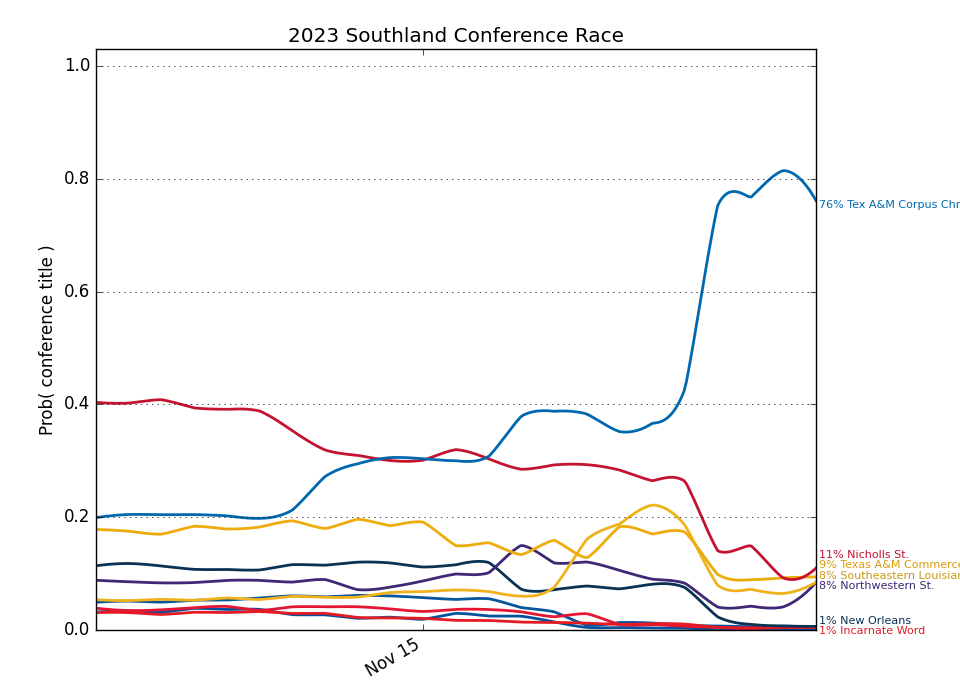 2023 Southland Conference Race
Prob( conference title )
1.0
0.8
0.6
0.4
0.2
0.0
Nov 15
76% Tex A&M Corpus Chr
11% Nicholls St.
9% Texas A&M Commerce
8% Southeastern Louisian
8% Northwestern St.
1% New Orleans
1% Incarnate Word